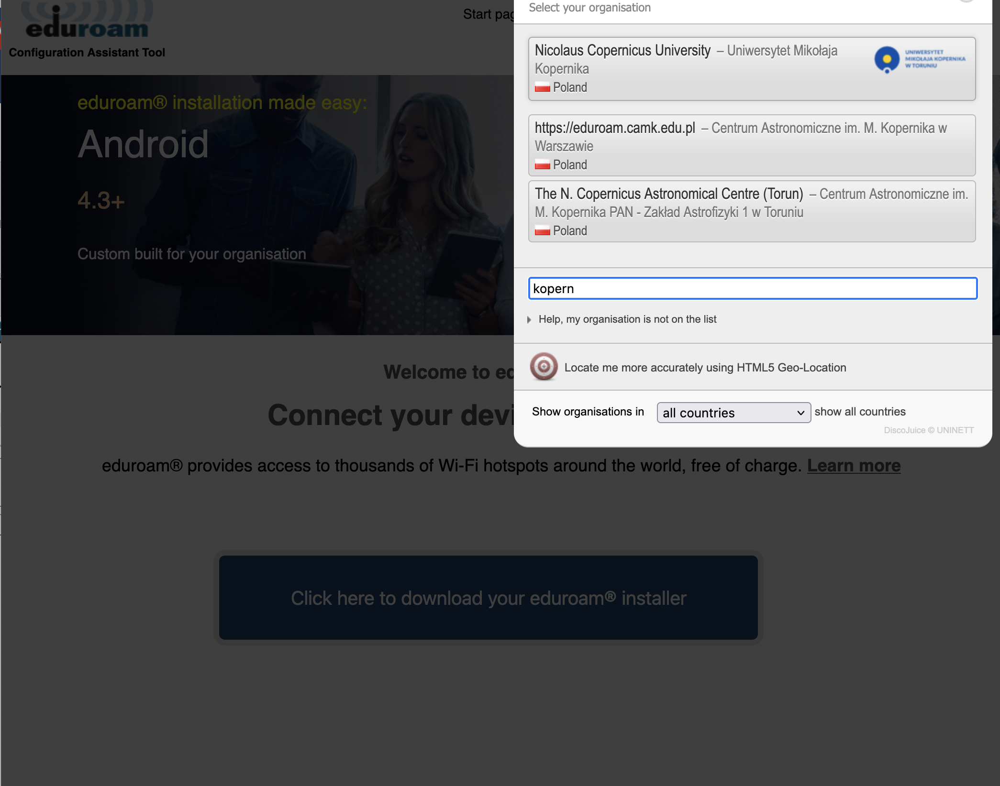 eduroam
Configuration Assistant Tool
Start pag
eduroam® installation made easy:
Android
4.3+
Custom built for your organisation
Welcome to
Connect your
eduroam® provides access to thousands of Wi-Fi hotspots around the world, free of charge. Learn more
Click here to download your eduroam® installer
Select your organisation
Nicolaus Copernicus University – Uniwersytet Mikołaja
Kopernika
Poland
UNIWERSYTET
MIKOŁAJA KOPERNIKA
W TORUNIU
https://eduroam.camk.edu.pl – Centrum Astronomiczne im. M. Kopernika w
Warszawie
Poland
The N. Copernicus Astronomical Centre (Torun) – Centrum Astronomiczne im.
M. Kopernika PAN - Zakład Astrofizyki 1 w Toruniu
Poland
kopern
Help, my organisation is not on the list
Locate me more accurately using HTML5 Geo-Location
Show organisations in all countries show all countries
DiscoJuice © UNINETT